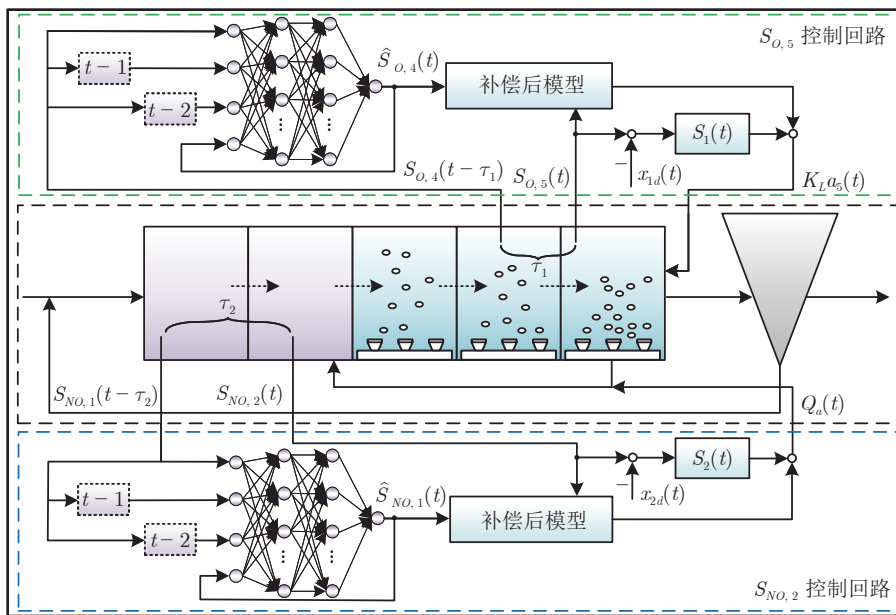 S_{O,5} 控制回路
t−1
t−2
⋮
⋮
Ŝ_{O,4}(t)
补偿后模型
S_1(t)
−
x_{1d}(t)
S_{O,4}(t−τ_1)
S_{O,5}(t)
K_L a_5(t)
τ_1
τ_2
S_{NO,1}(t−τ_2)
S_{NO,2}(t)
Q_a(t)
t−1
t−2
⋮
⋮
Ŝ_{NO,1}(t)
补偿后模型
S_2(t)
−
x_{2d}(t)
S_{NO,2} 控制回路